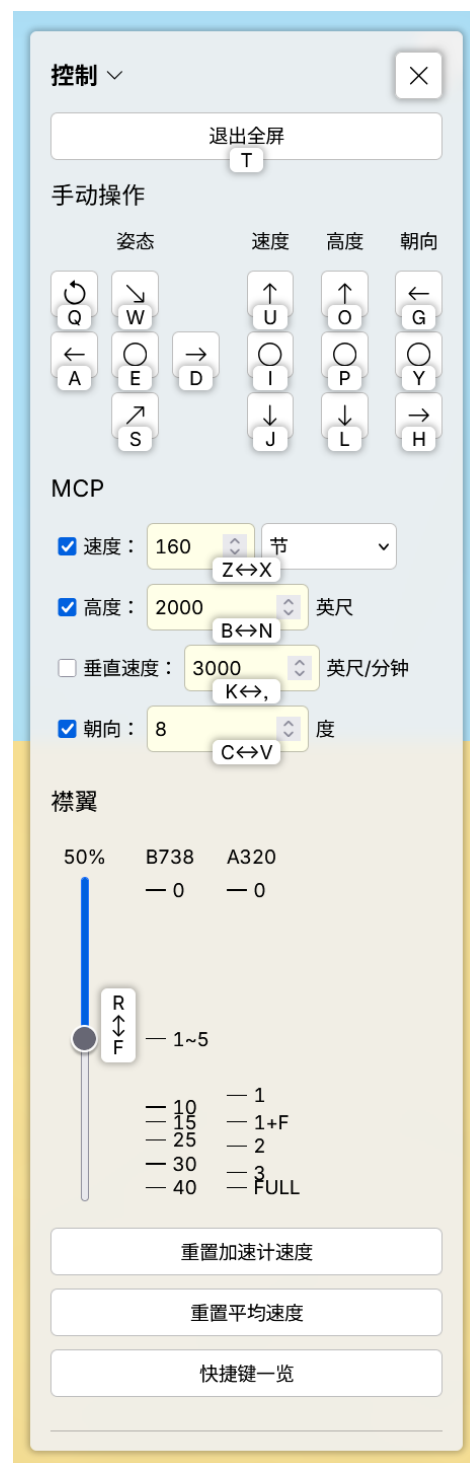 控制
退出全屏
T
手动操作
姿态 速度 高度 朝向
Q W U O G
A E D I P Y
S J L H
MCP
速度： 160 节
Z↔X
高度： 2000 英尺
B↔N
垂直速度： 3000 英尺/分钟
K↔,
朝向： 8 度
C↔V
襟翼
50% B738 A320
0 0
R
↕
F
1~5
1
10
15 1+F
25 2
30 3
40 FULL
重置加速计速度
重置平均速度
快捷键一览